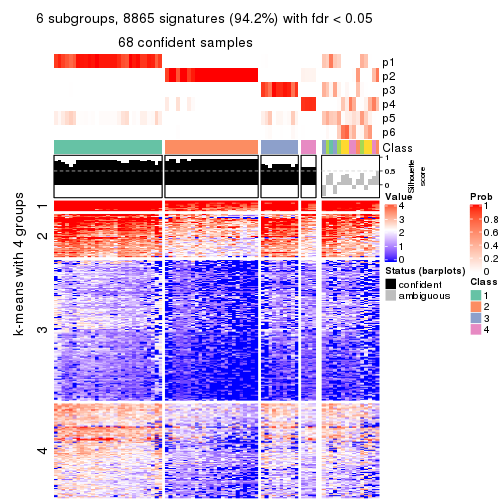 6 subgroups, 8865 signatures (94.2%) with fdr < 0.05
68 confident samples
p1
p2
p3
p4
p5
p6
Class
1
0.5
0
Silhouette
score
k-means with 4 groups
1
2
3
4
Value
4
3
2
1
0
Status (barplots)
confident
ambiguous
Prob
1
0.8
0.6
0.4
0.2
0
Class
1
2
3
4